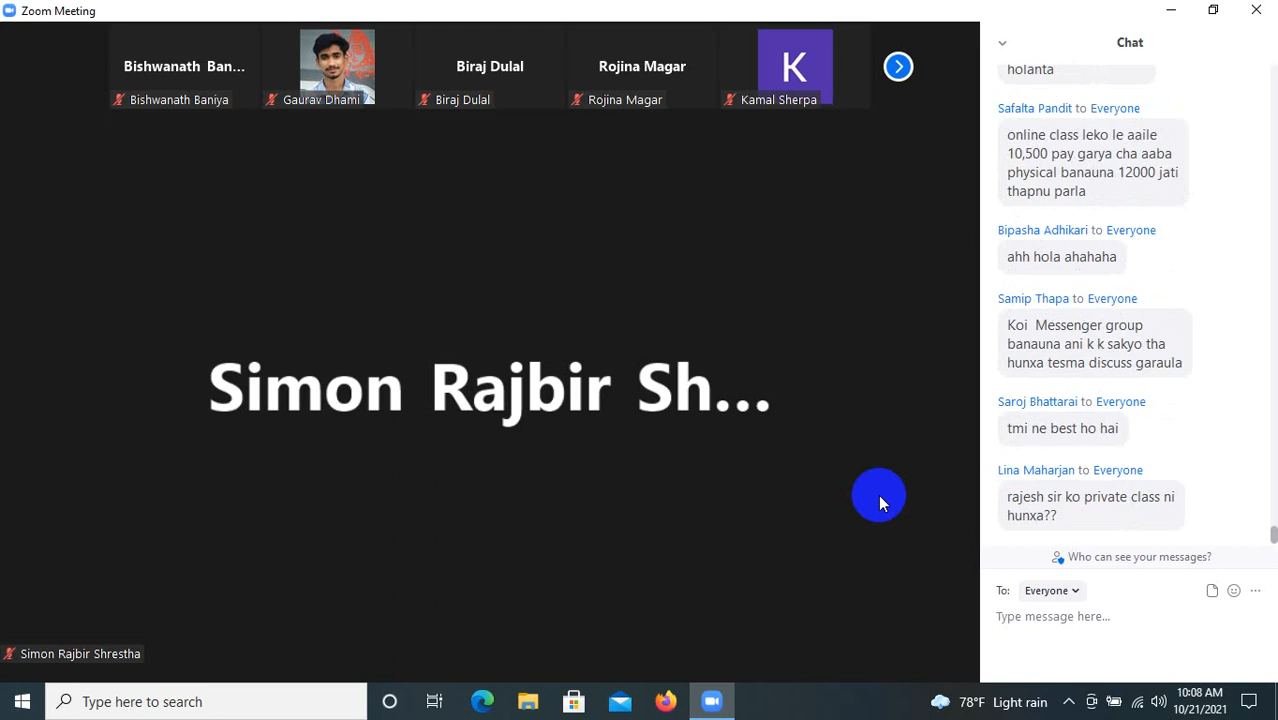 Zoom Meeting
Bishwanath Ban...
Biraj Dulal
Rojina Magar
K
Bishwanath Baniya
Gaurav Dhami
Biraj Dulal
Rojina Magar
Kamal Sherpa
Simon Rajbir Sh...
Simon Rajbir Shrestha
Chat
holanta
Safalta Pandit to Everyone
online class leko le aaile
10,500 pay garya cha aaba
physical banauna 12000 jati
thapnu parla
Bipasha Adhikari to Everyone
ahh hola ahahaha
Samip Thapa to Everyone
Koi Messenger group
banauna ani k k sakyo tha
hunxa tesma discuss garaula
Saroj Bhattarai to Everyone
tmi ne best ho hai
Lina Maharjan to Everyone
rajesh sir ko private class ni
hunxa??
Who can see your messages?
To: Everyone
Type message here...
Type here to search
78°F Light rain
10:08 AM
10/21/2021